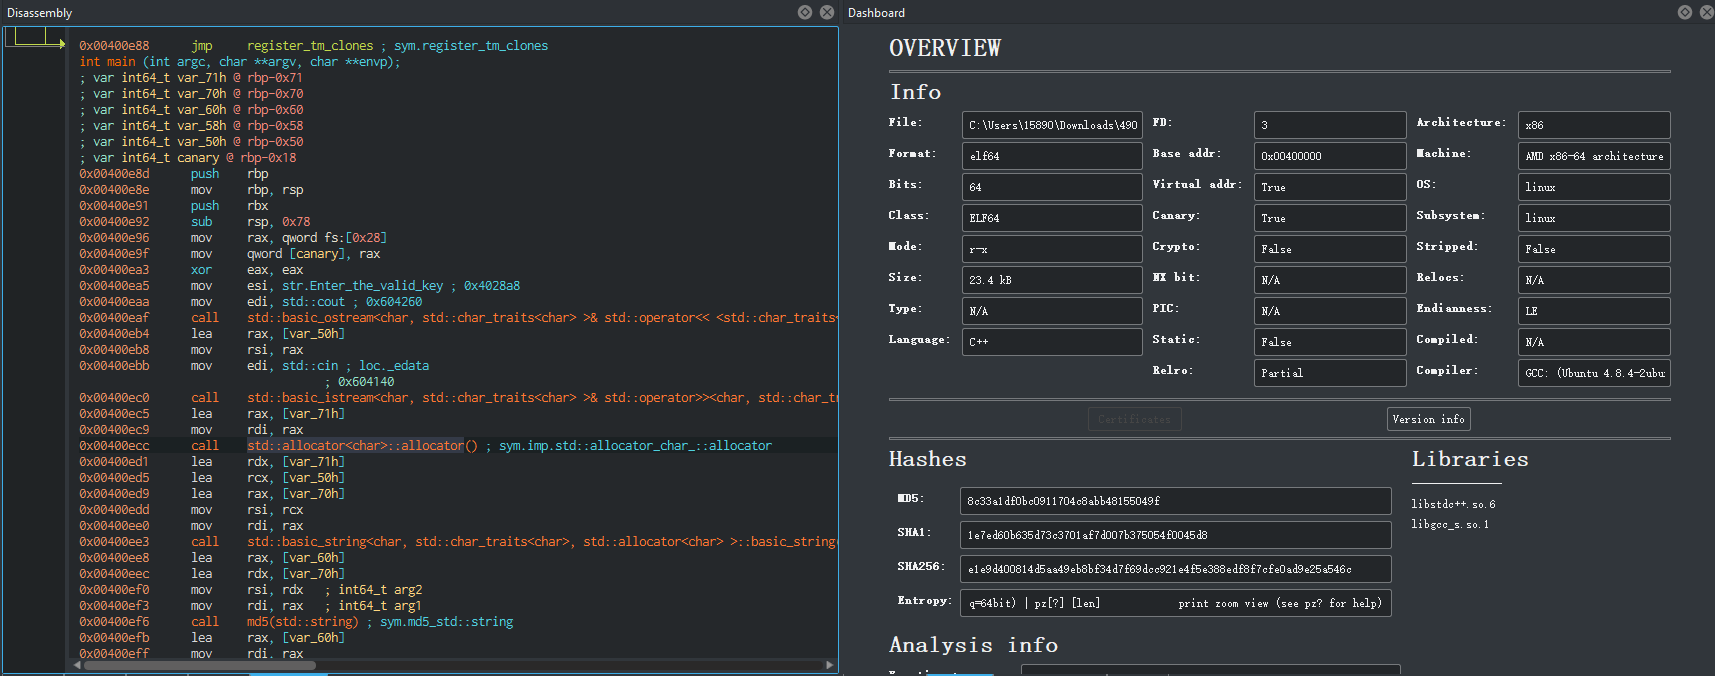 Disassembly
0x00400e88 jmp register_tm_clones ; sym.register_tm_clones
int main (int argc, char **argv, char **envp);
; var int64_t var_71h @ rbp-0x71
; var int64_t var_70h @ rbp-0x70
; var int64_t var_60h @ rbp-0x60
; var int64_t var_58h @ rbp-0x58
; var int64_t var_50h @ rbp-0x50
; var int64_t canary @ rbp-0x18
0x00400e8d push rbp
0x00400e8e mov rbp, rsp
0x00400e91 push rbx
0x00400e92 sub rsp, 0x78
0x00400e96 mov rax, qword fs:[0x28]
0x00400e9f mov qword [canary], rax
0x00400ea3 xor eax, eax
0x00400ea5 mov esi, str.Enter_the_valid_key ; 0x4028a8
0x00400eaa mov edi, std::cout ; 0x604260
0x00400eaf call std::basic_ostream<char, std::char_traits<char> >& std::operator<< <std::char_traits<
0x00400eb4 lea rax, [var_50h]
0x00400eb8 mov rsi, rax
0x00400ebb mov edi, std::cin ; loc._edata
; 0x604140
0x00400ec0 call std::basic_istream<char, std::char_traits<char> >& std::operator>><char, std::char_tr
0x00400ec5 lea rax, [var_71h]
0x00400ec9 mov rdi, rax
0x00400ecc call std::allocator<char>::allocator() ; sym.imp.std::allocator_char_::allocator
0x00400ed1 lea rdx, [var_71h]
0x00400ed5 lea rcx, [var_50h]
0x00400ed9 lea rax, [var_70h]
0x00400edd mov rsi, rcx
0x00400ee0 mov rdi, rax
0x00400ee3 call std::basic_string<char, std::char_traits<char>, std::allocator<char> >::basic_string(
0x00400ee8 lea rax, [var_60h]
0x00400eec lea rdx, [var_70h]
0x00400ef0 mov rsi, rdx ; int64_t arg2
0x00400ef3 mov rdi, rax ; int64_t arg1
0x00400ef6 call md5(std::string) ; sym.md5_std::string
0x00400efb lea rax, [var_60h]
0x00400eff mov rdi, rax
Dashboard
OVERVIEW
Info
File: C:\Users\15890\Downloads\490 FD: 3 Architecture: x86
Format: elf64 Base addr: 0x00400000 Machine: AMD x86-64 architecture
Bits: 64 Virtual addr: True OS: linux
Class: ELF64 Canary: True Subsystem: linux
Mode: r-x Crypto: False Stripped: False
Size: 23.4 kB NX bit: N/A Relocs: N/A
Type: N/A PIC: N/A Endianness: LE
Language: C++ Static: False Compiled: N/A
Relro: Partial Compiler: GCC: (Ubuntu 4.8.4-2ubu
Certificates Version info
Hashes
MD5: 8c33a1df0bc0911704c8abb48155049f
SHA1: 1e7ed60b635d73c3701af7d007b375054f0045d8
SHA256: e1e9d400814d5aa49eb8bf34d7f69dcc921e4f5e388edf8f7cfe0ad9e25a546c
Entropy: q=64bit) | pz[?] [len] print zoom view (see pz? for help)
Libraries
libstdc++.so.6
libgcc_s.so.1
Analysis info